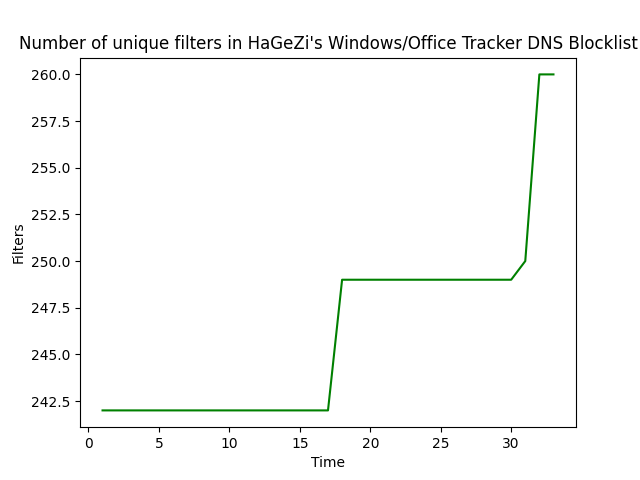 Number of unique filters in HaGeZi's Windows/Office Tracker DNS Blocklist
260.0
257.5
255.0
252.5
250.0
247.5
245.0
242.5
Filters
0 5 10 15 20 25 30
Time